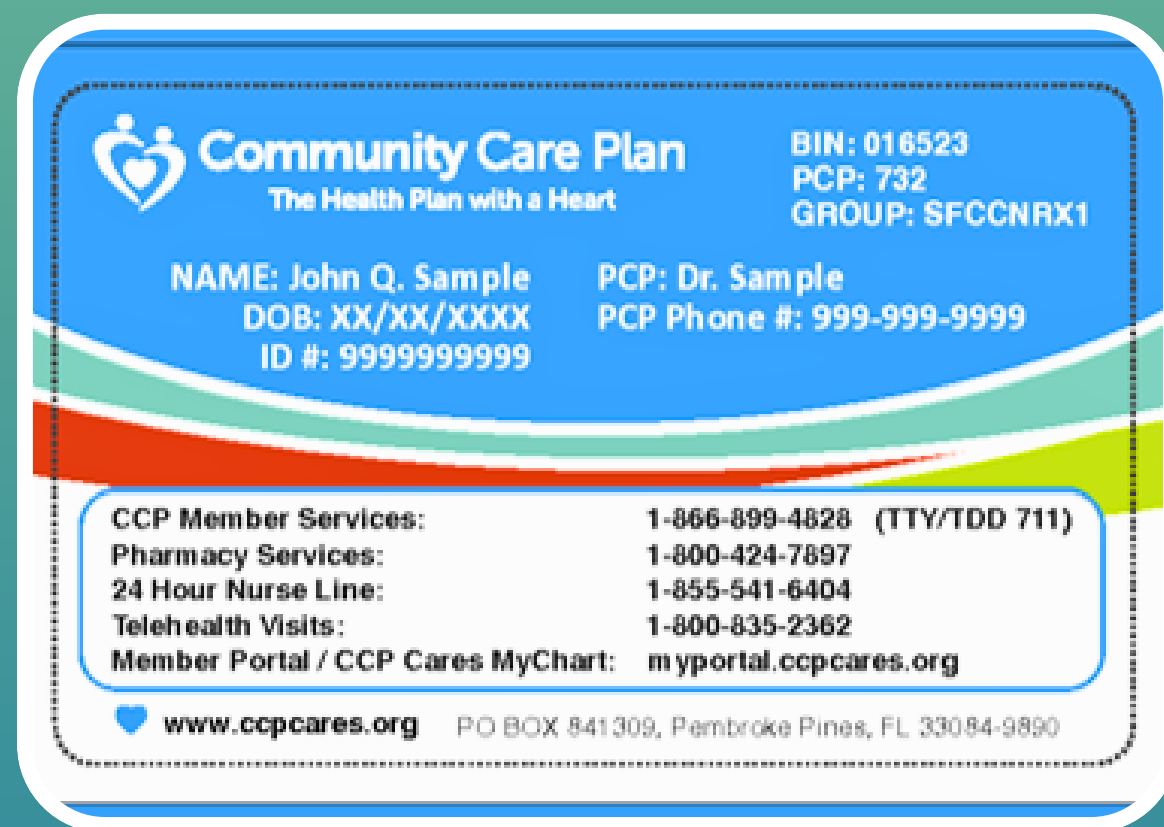 Community Care Plan
The Health Plan with a Heart
BIN: 016523
PCP: 732
GROUP: SFCCNRX1
NAME: John Q. Sample
DOB: XX/XX/XXXX
ID #: 9999999999
PCP: Dr. Sample
PCP Phone #: 999-999-9999
CCP Member Services: 1-866-899-4828 (TTY/TDD 711)
Pharmacy Services: 1-800-424-7897
24 Hour Nurse Line: 1-855-541-6404
Telehealth Visits: 1-800-835-2362
Member Portal / CCP Cares MyChart: myportal.ccpcares.org
www.ccpcares.org PO BOX 841309, Pembroke Pines, FL 33084-9890